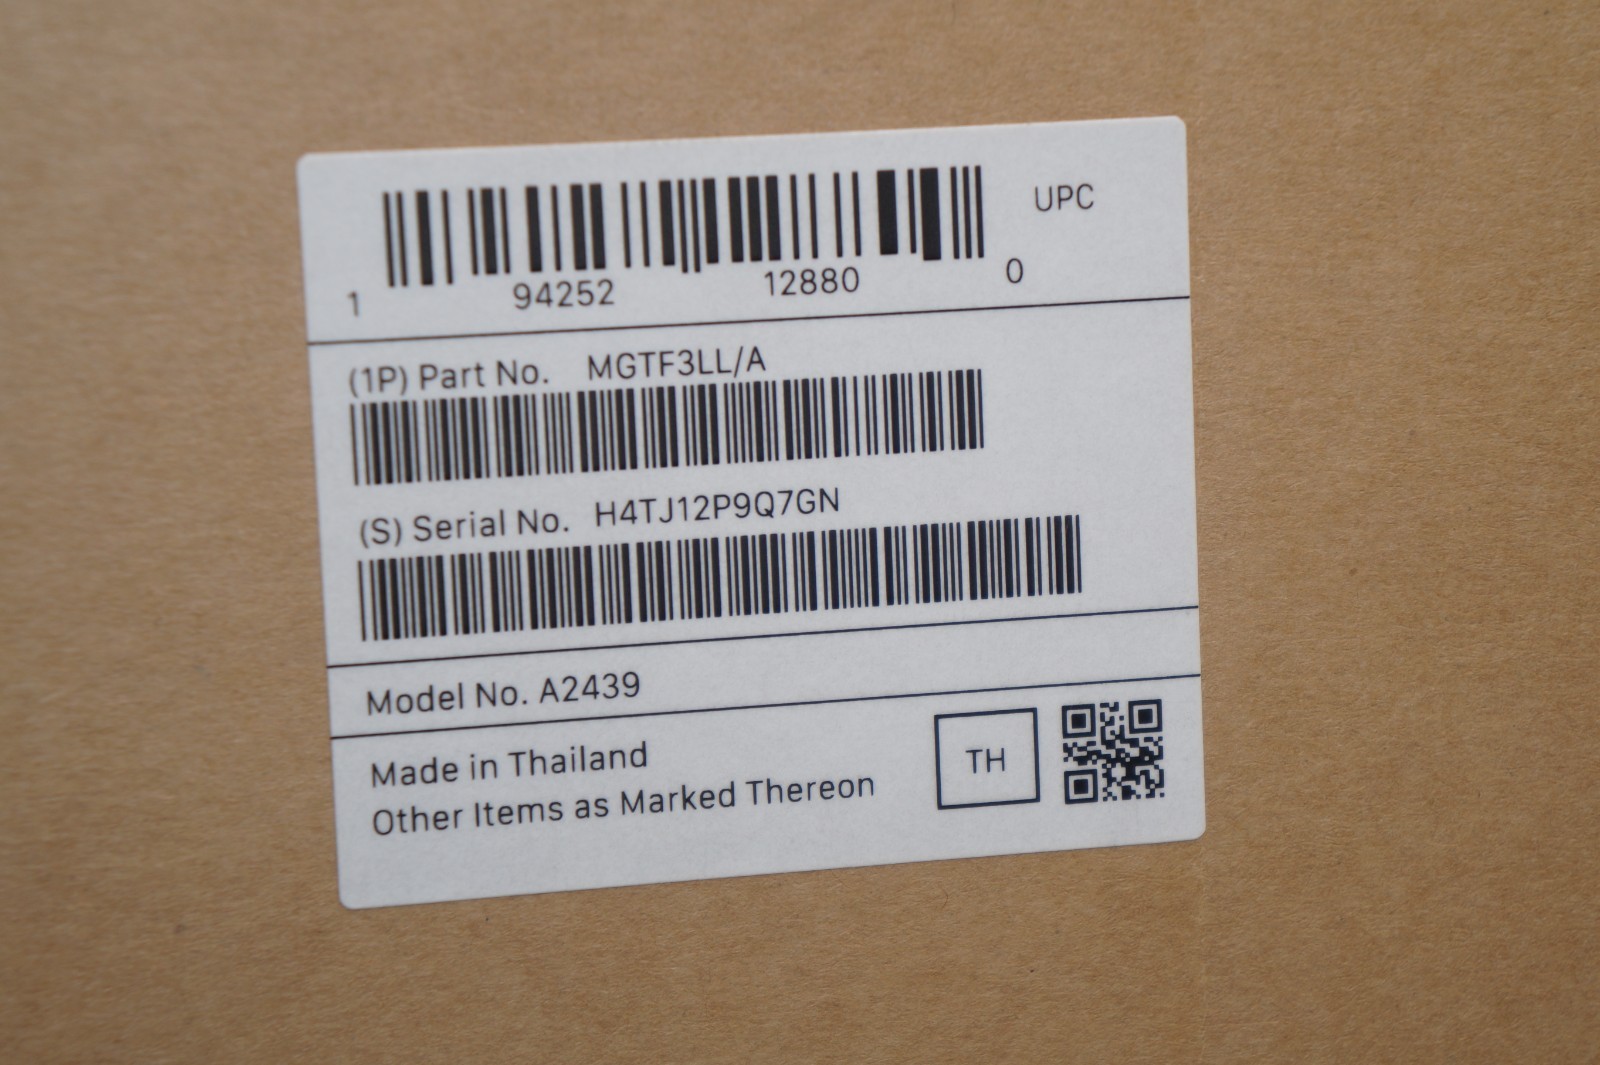 UPC
1 94252 12880 0
(1P) Part No. MGTF3LL/A
(S) Serial No. H4TJ12P9Q7GN
Model No. A2439
Made in Thailand
Other Items as Marked Thereon
TH